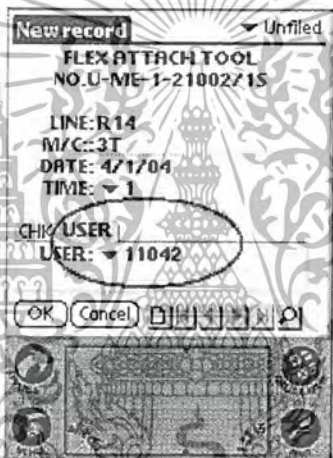 New record Unfiled
FLEX ATTACH TOOL
NO.U-ME-1-21002/1S
LINE:R14
M/C::3T
DATE: 4/1/04
TIME: 1
CHK USER
USER: 11042
OK Cancel